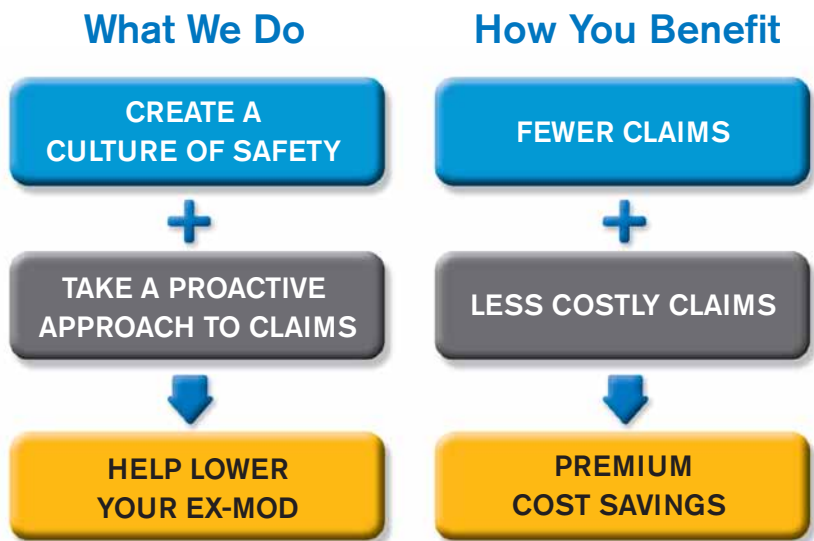 What We Do
How You Benefit
CREATE A
CULTURE OF SAFETY
FEWER CLAIMS
+
+
TAKE A PROACTIVE
APPROACH TO CLAIMS
LESS COSTLY CLAIMS
HELP LOWER
YOUR EX-MOD
PREMIUM
COST SAVINGS